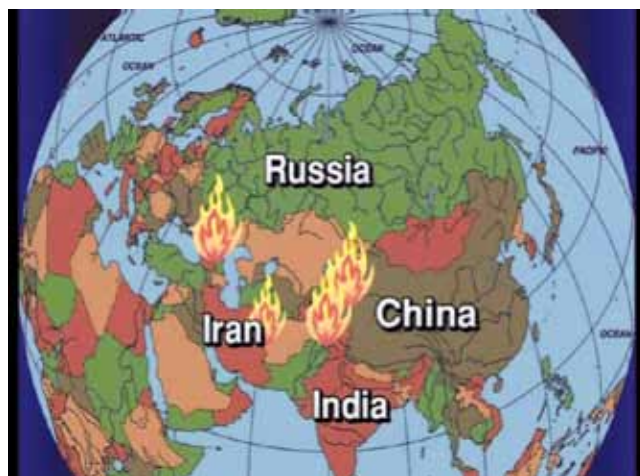 ATLANTIC
OCEAN
OCEAN
Russia
PACIFIC
Iran
China
OCEAN
India